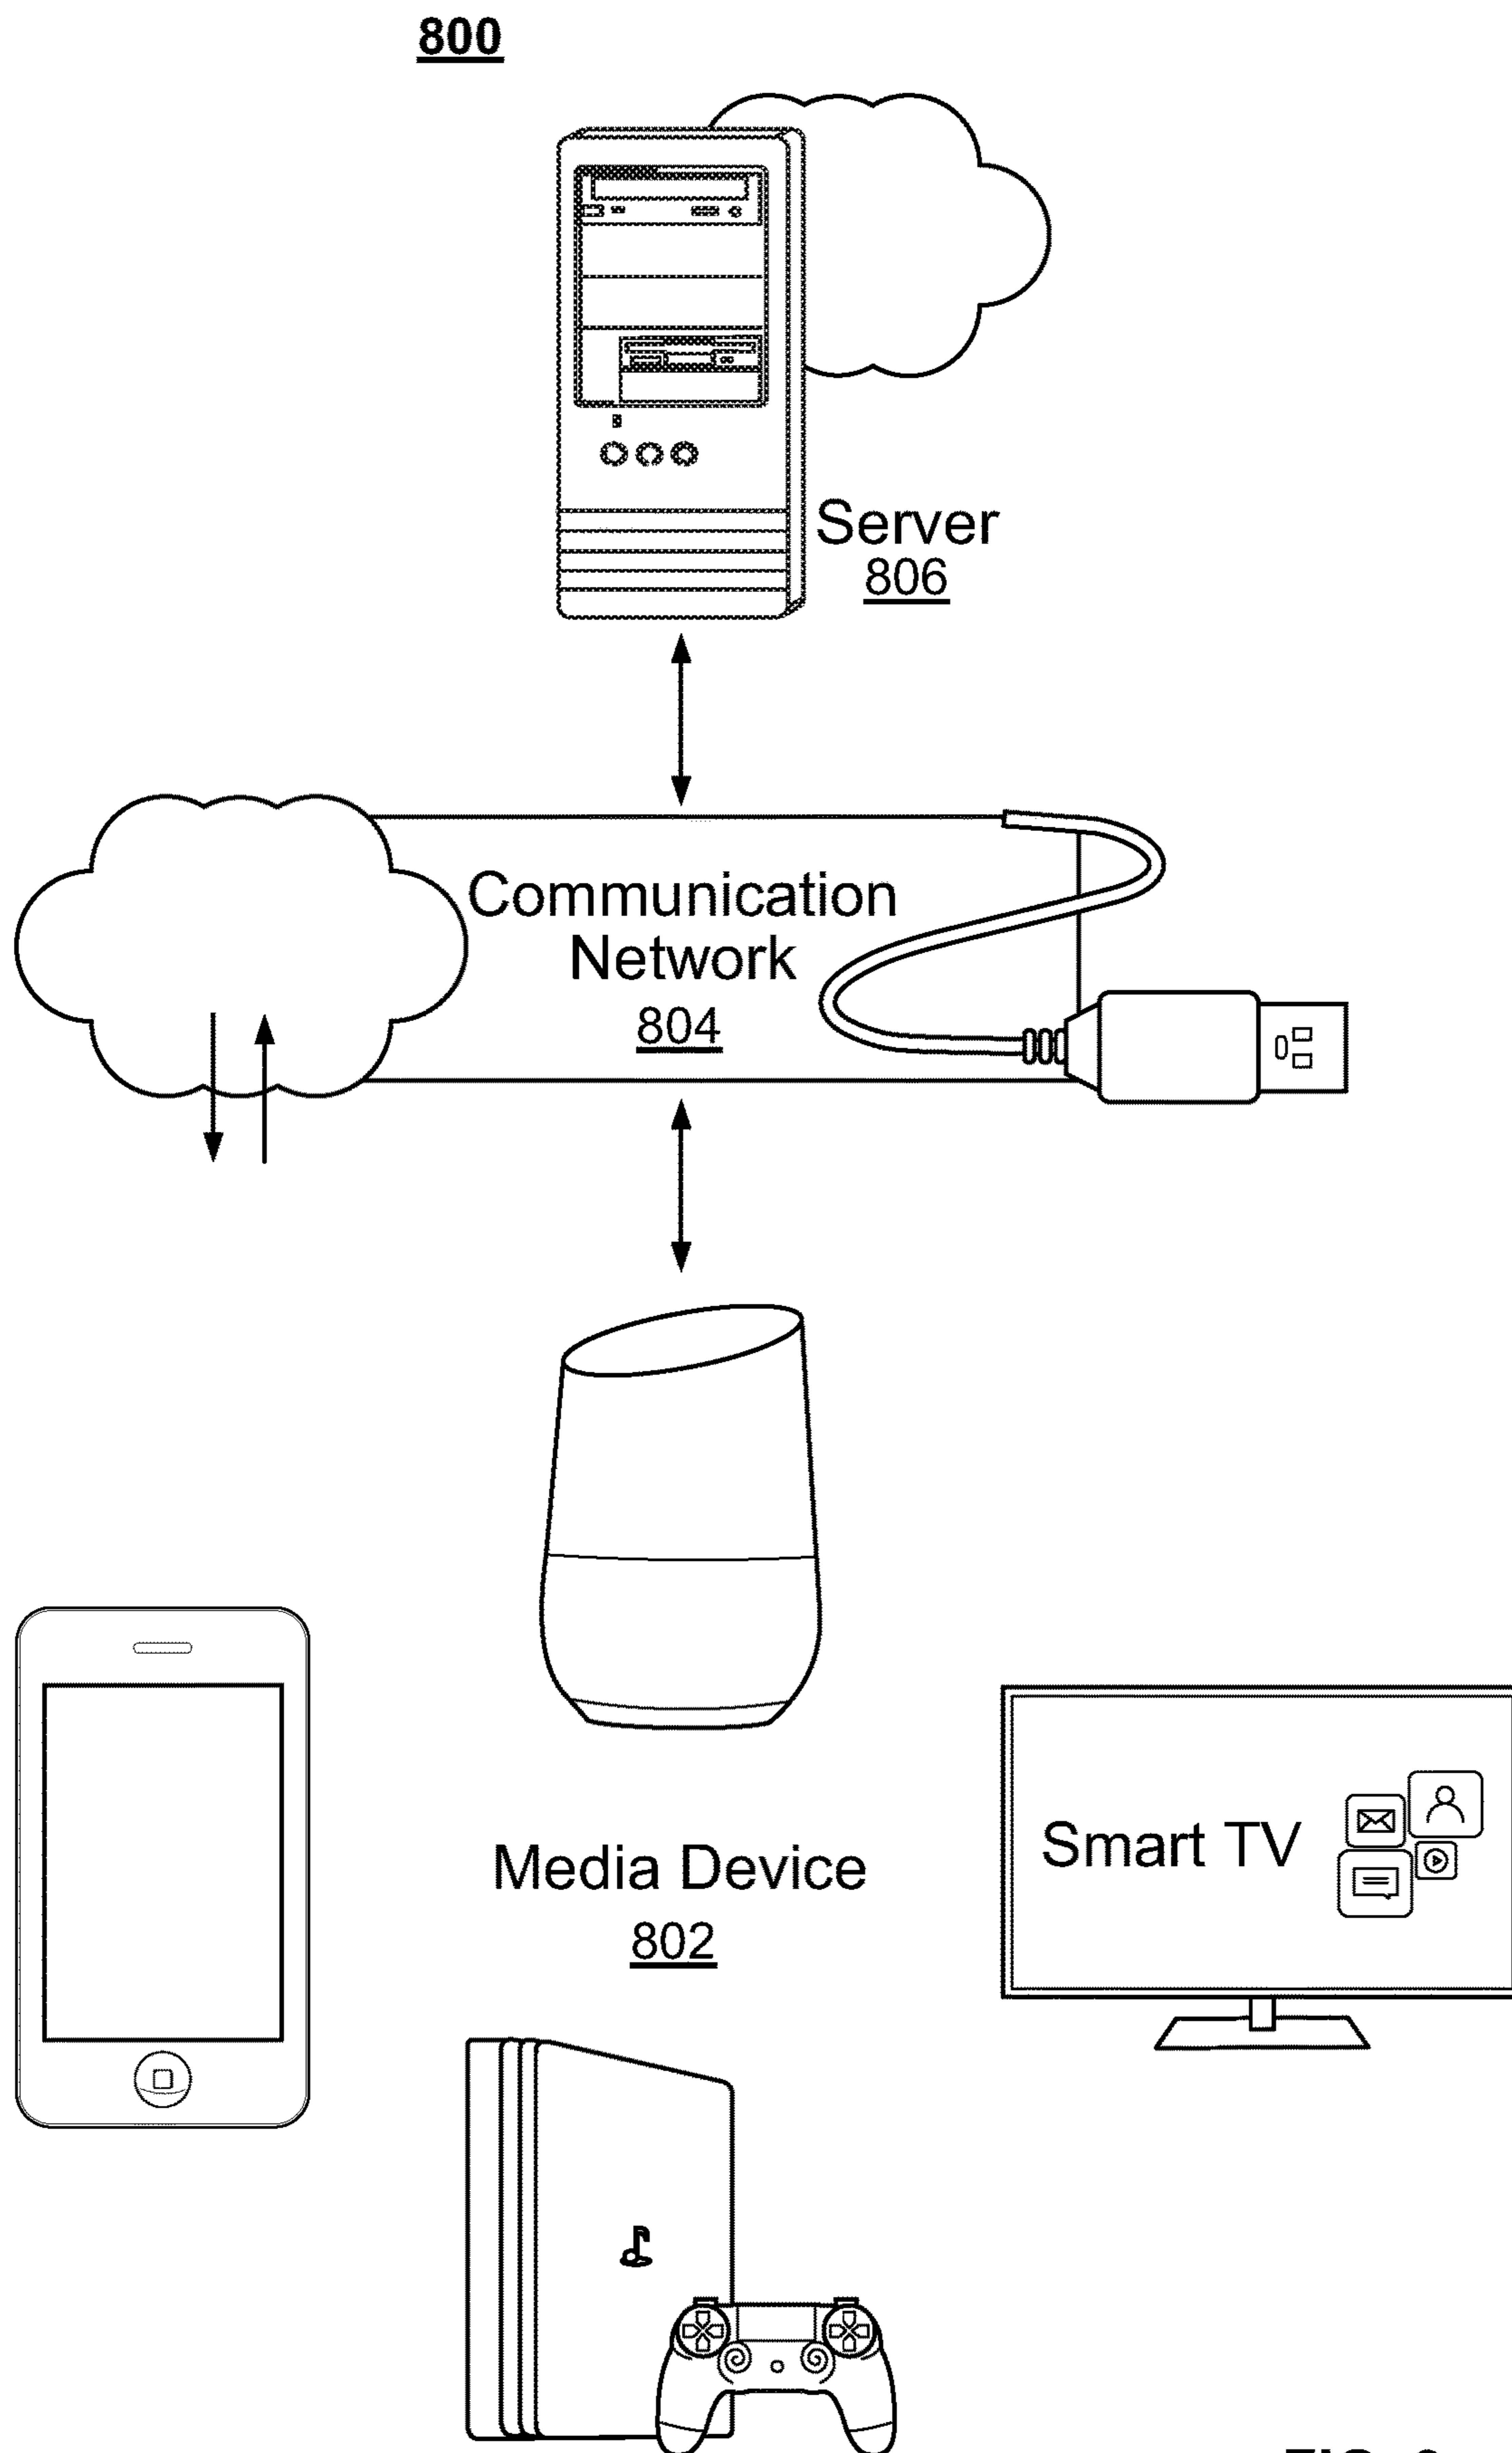 800
Server
806
Communication
Network
804
Smart TV
Media Device
802